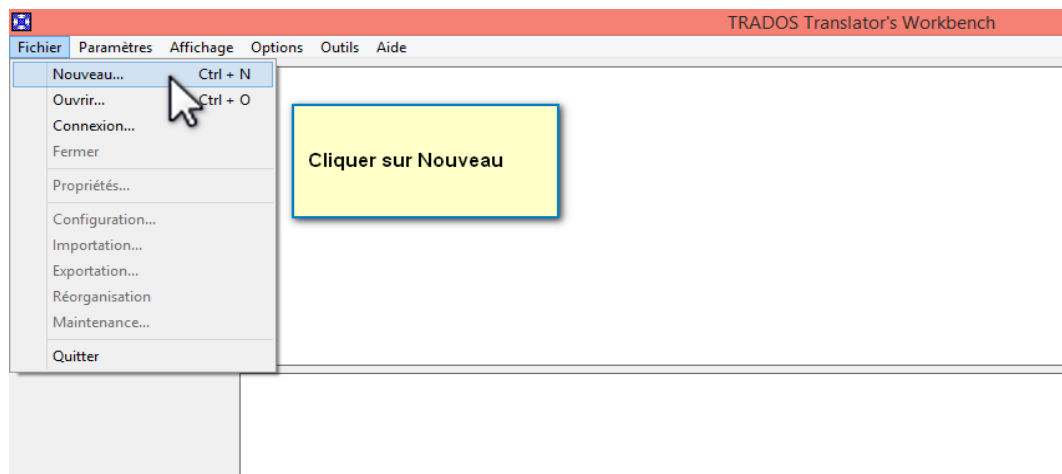 TRADOS Translator's Workbench
Fichier Paramètres Affichage Options Outils Aide
Nouveau... Ctrl + N
Ouvrir... Ctrl + O
Connexion...
Fermer
Cliquer sur Nouveau
Propriétés...
Configuration...
Importation...
Exportation...
Réorganisation
Maintenance...
Quitter